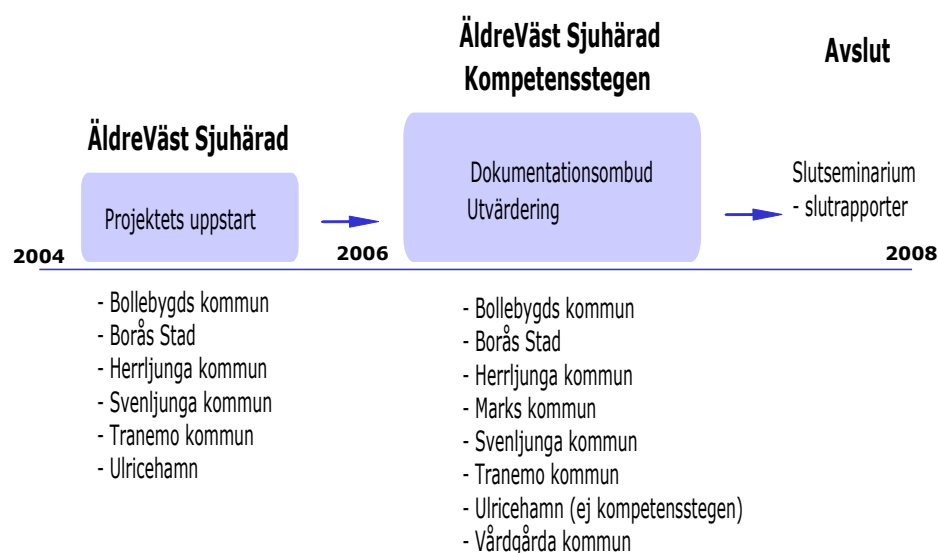 ÄldreVäst Sjuhärad
Projektets uppstart
2004
- Bollebygds kommun
- Borås Stad
- Herrljunga kommun
- Svenljunga kommun
- Tranemo kommun
- Ulricehamn
ÄldreVäst Sjuhärad
Kompetensstegen
Dokumentationsombud
Utvärdering
2006
- Bollebygds kommun
- Borås Stad
- Herrljunga kommun
- Marks kommun
- Svenljunga kommun
- Tranemo kommun
- Ulricehamn (ej kompetensstegen)
- Vårdgårda kommun
Avslut
Slutseminarium
- slutrapporter
2008